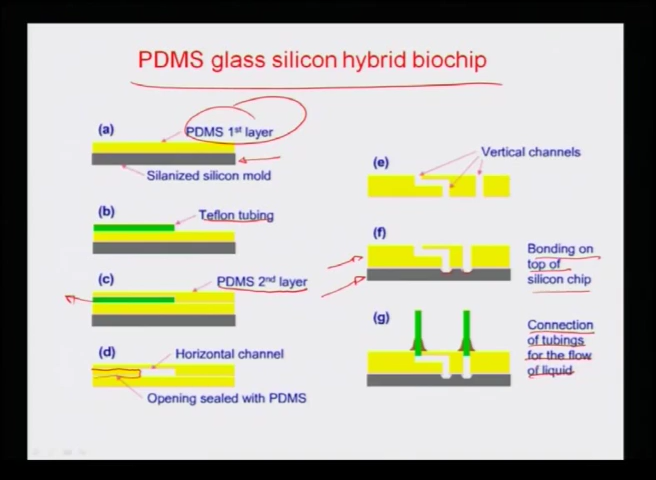 PDMS glass silicon hybrid biochip
(a)
PDMS 1st layer
Silanized silicon mold
(b)
Teflon tubing
(c)
PDMS 2nd layer
(d)
Horizontal channel
Opening sealed with PDMS
(e)
Vertical channels
(f)
Bonding on
top of
silicon chip
(g)
Connection
of tubings
for the flow
of liquid